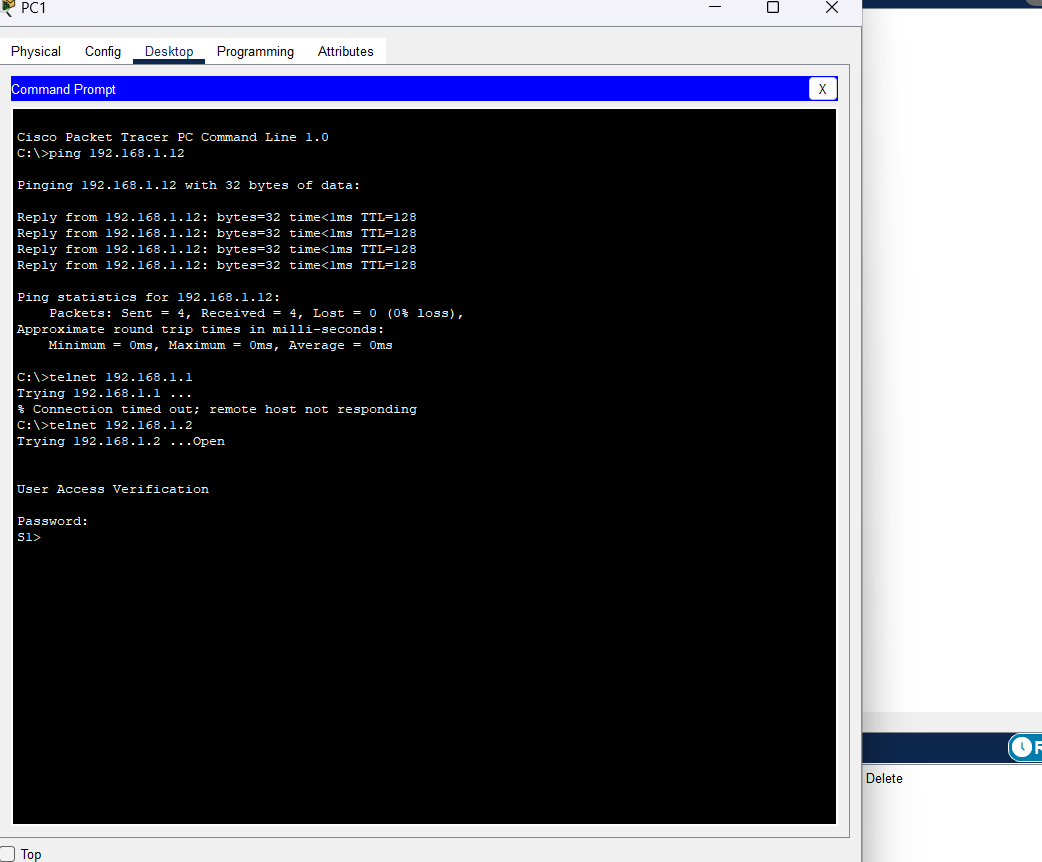 PC1
Physical Config Desktop Programming Attributes
Command Prompt X
Cisco Packet Tracer PC Command Line 1.0
C:\>ping 192.168.1.12
Pinging 192.168.1.12 with 32 bytes of data:
Reply from 192.168.1.12: bytes=32 time<1ms TTL=128
Reply from 192.168.1.12: bytes=32 time<1ms TTL=128
Reply from 192.168.1.12: bytes=32 time<1ms TTL=128
Reply from 192.168.1.12: bytes=32 time<1ms TTL=128
Ping statistics for 192.168.1.12:
Packets: Sent = 4, Received = 4, Lost = 0 (0% loss),
Approximate round trip times in milli-seconds:
Minimum = 0ms, Maximum = 0ms, Average = 0ms
C:\>telnet 192.168.1.1
Trying 192.168.1.1 ...
% Connection timed out; remote host not responding
C:\>telnet 192.168.1.2
Trying 192.168.1.2 ...Open
User Access Verification
Password:
S1>
R
Delete
Top